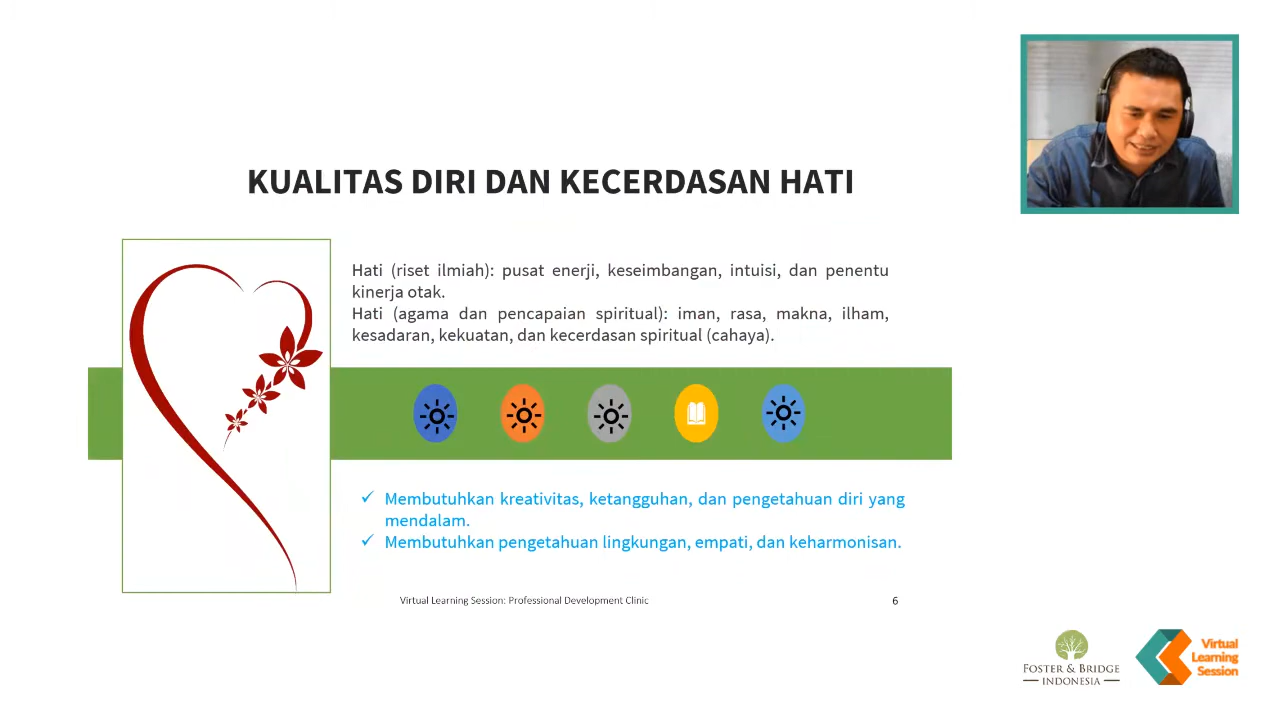 KUALITAS DIRI DAN KECERDASAN HATI
Hati (riset ilmiah): pusat enerji, keseimbangan, intuisi, dan penentu
kinerja otak.
Hati (agama dan pencapaian spiritual): iman, rasa, makna, ilham,
kesadaran, kekuatan, dan kecerdasan spiritual (cahaya).
✓ Membutuhkan kreativitas, ketangguhan, dan pengetahuan diri yang
mendalam.
✓ Membutuhkan pengetahuan lingkungan, empati, dan keharmonisan.
Virtual Learning Session: Professional Development Clinic
6
FOSTER & BRIDGE
INDONESIA
Virtual
Learning
Session